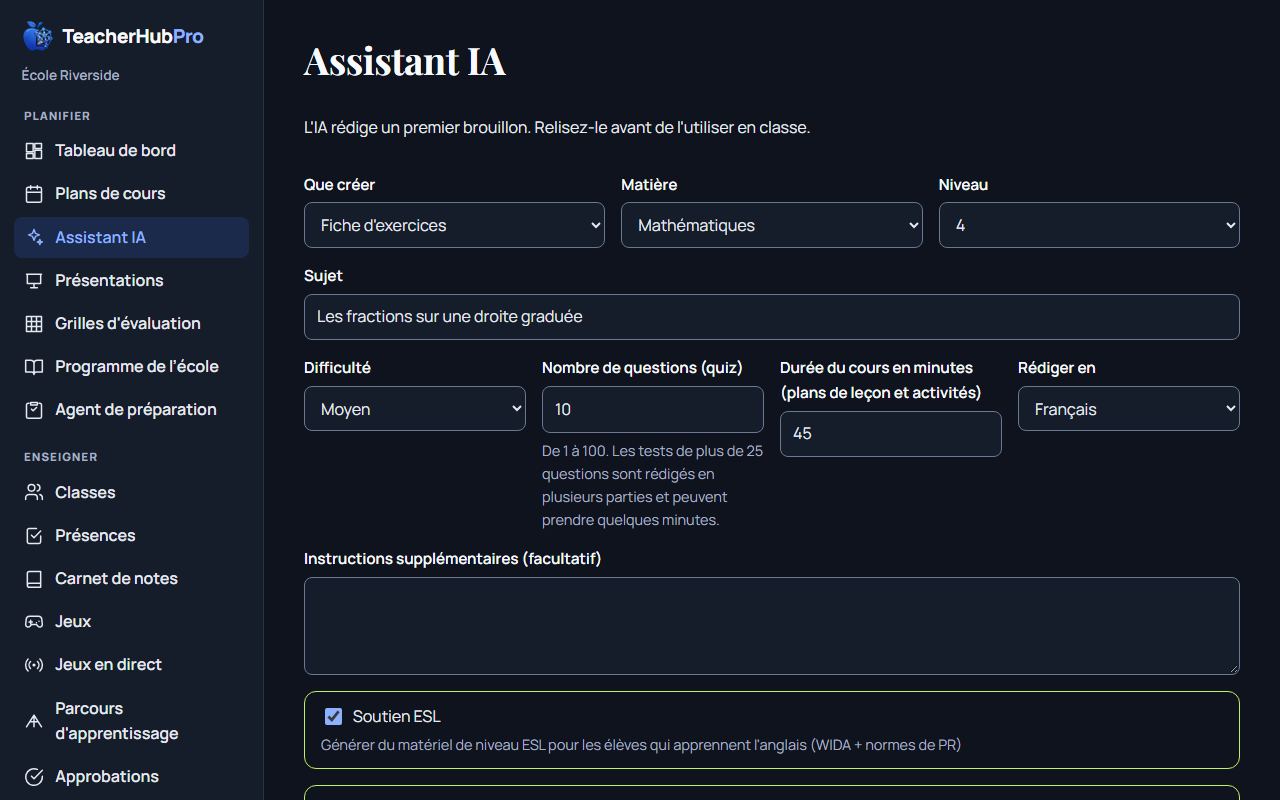 TeacherHubPro
École Riverside
PLANIFIER
Tableau de bord
Plans de cours
Assistant IA
Présentations
Grilles d'évaluation
Programme de l'école
Agent de préparation
ENSEIGNER
Classes
Présences
Carnet de notes
Jeux
Jeux en direct
Parcours
d'apprentissage
Approbations
Assistant IA
L'IA rédige un premier brouillon. Relisez-le avant de l'utiliser en classe.
Que créer
Fiche d'exercices
Matière
Mathématiques
Niveau
4
Sujet
Les fractions sur une droite graduée
Difficulté
Moyen
Nombre de questions (quiz)
10
De 1 à 100. Les tests de plus de 25
questions sont rédigés en
plusieurs parties et peuvent
prendre quelques minutes.
Durée du cours en minutes
(plans de leçon et activités)
45
Rédiger en
Français
Instructions supplémentaires (facultatif)
Soutien ESL
Générer du matériel de niveau ESL pour les élèves qui apprennent l'anglais (WIDA + normes de PR)